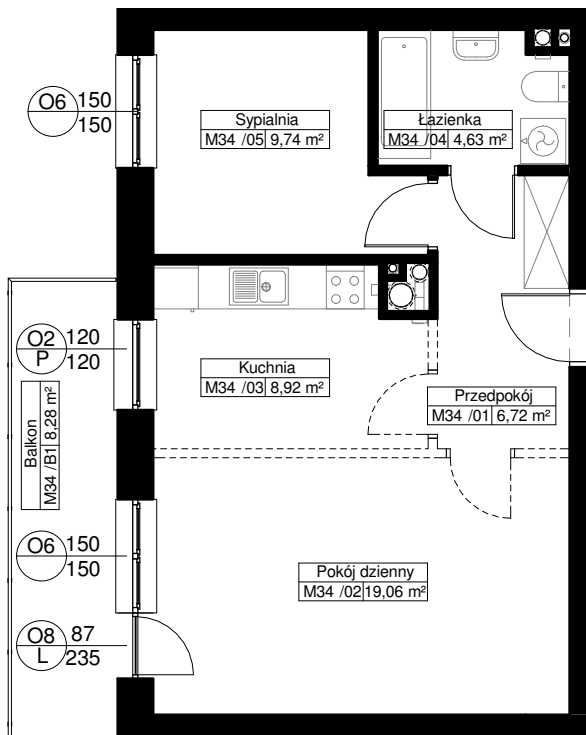 O6 150
150
Sypialnia
M34 /05 9,74 m²
Łazienka
M34 /04 4,63 m²
O2 120
P 120
Kuchnia
M34 /03 8,92 m²
Przedpokój
M34 /01 6,72 m²
Balkon
M34 /B1 8,28 m²
O6 150
150
Pokój dzienny
M34 /02 19,06 m²
O8 87
L 235